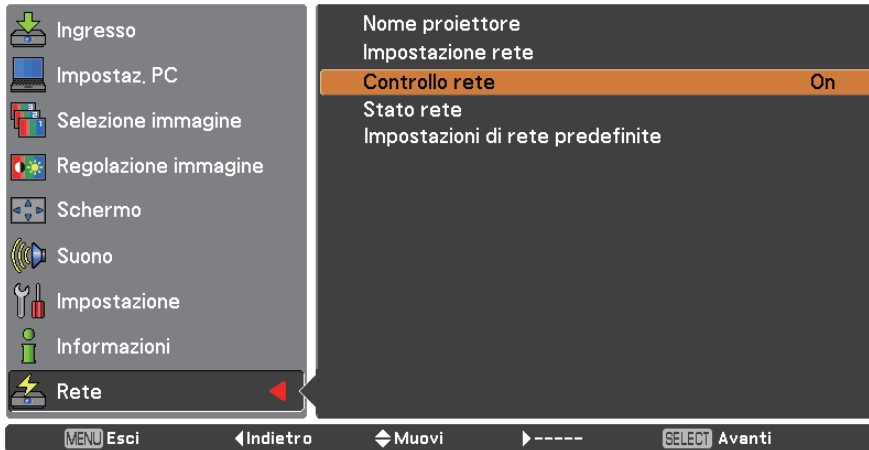 Ingresso
Impostaz. PC
Selezione immagine
Regolazione immagine
Schermo
Suono
Impostazione
Informazioni
Rete
Nome proiettore
Impostazione rete
Controllo rete On
Stato rete
Impostazioni di rete predefinite
MENU Esci Indietro Muovi ----- SELECT Avanti